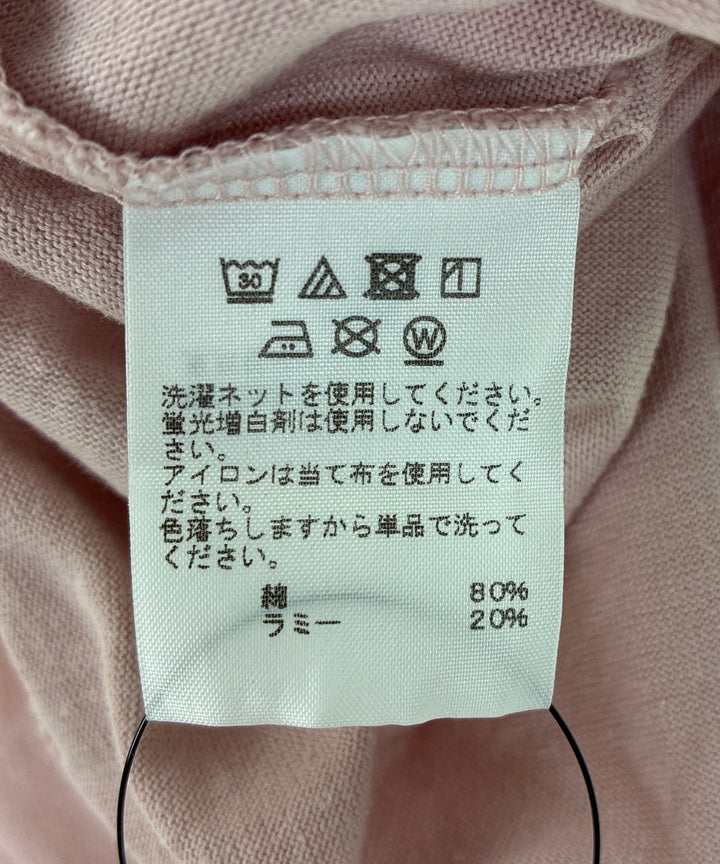 30
W
洗濯ネットを使用してください。
蛍光増白剤は使用しないでくだ
さい。
アイロンは当て布を使用してく
ださい。
色落ちしますから単品で洗って
ください。
綿 80%
ラミー 20%